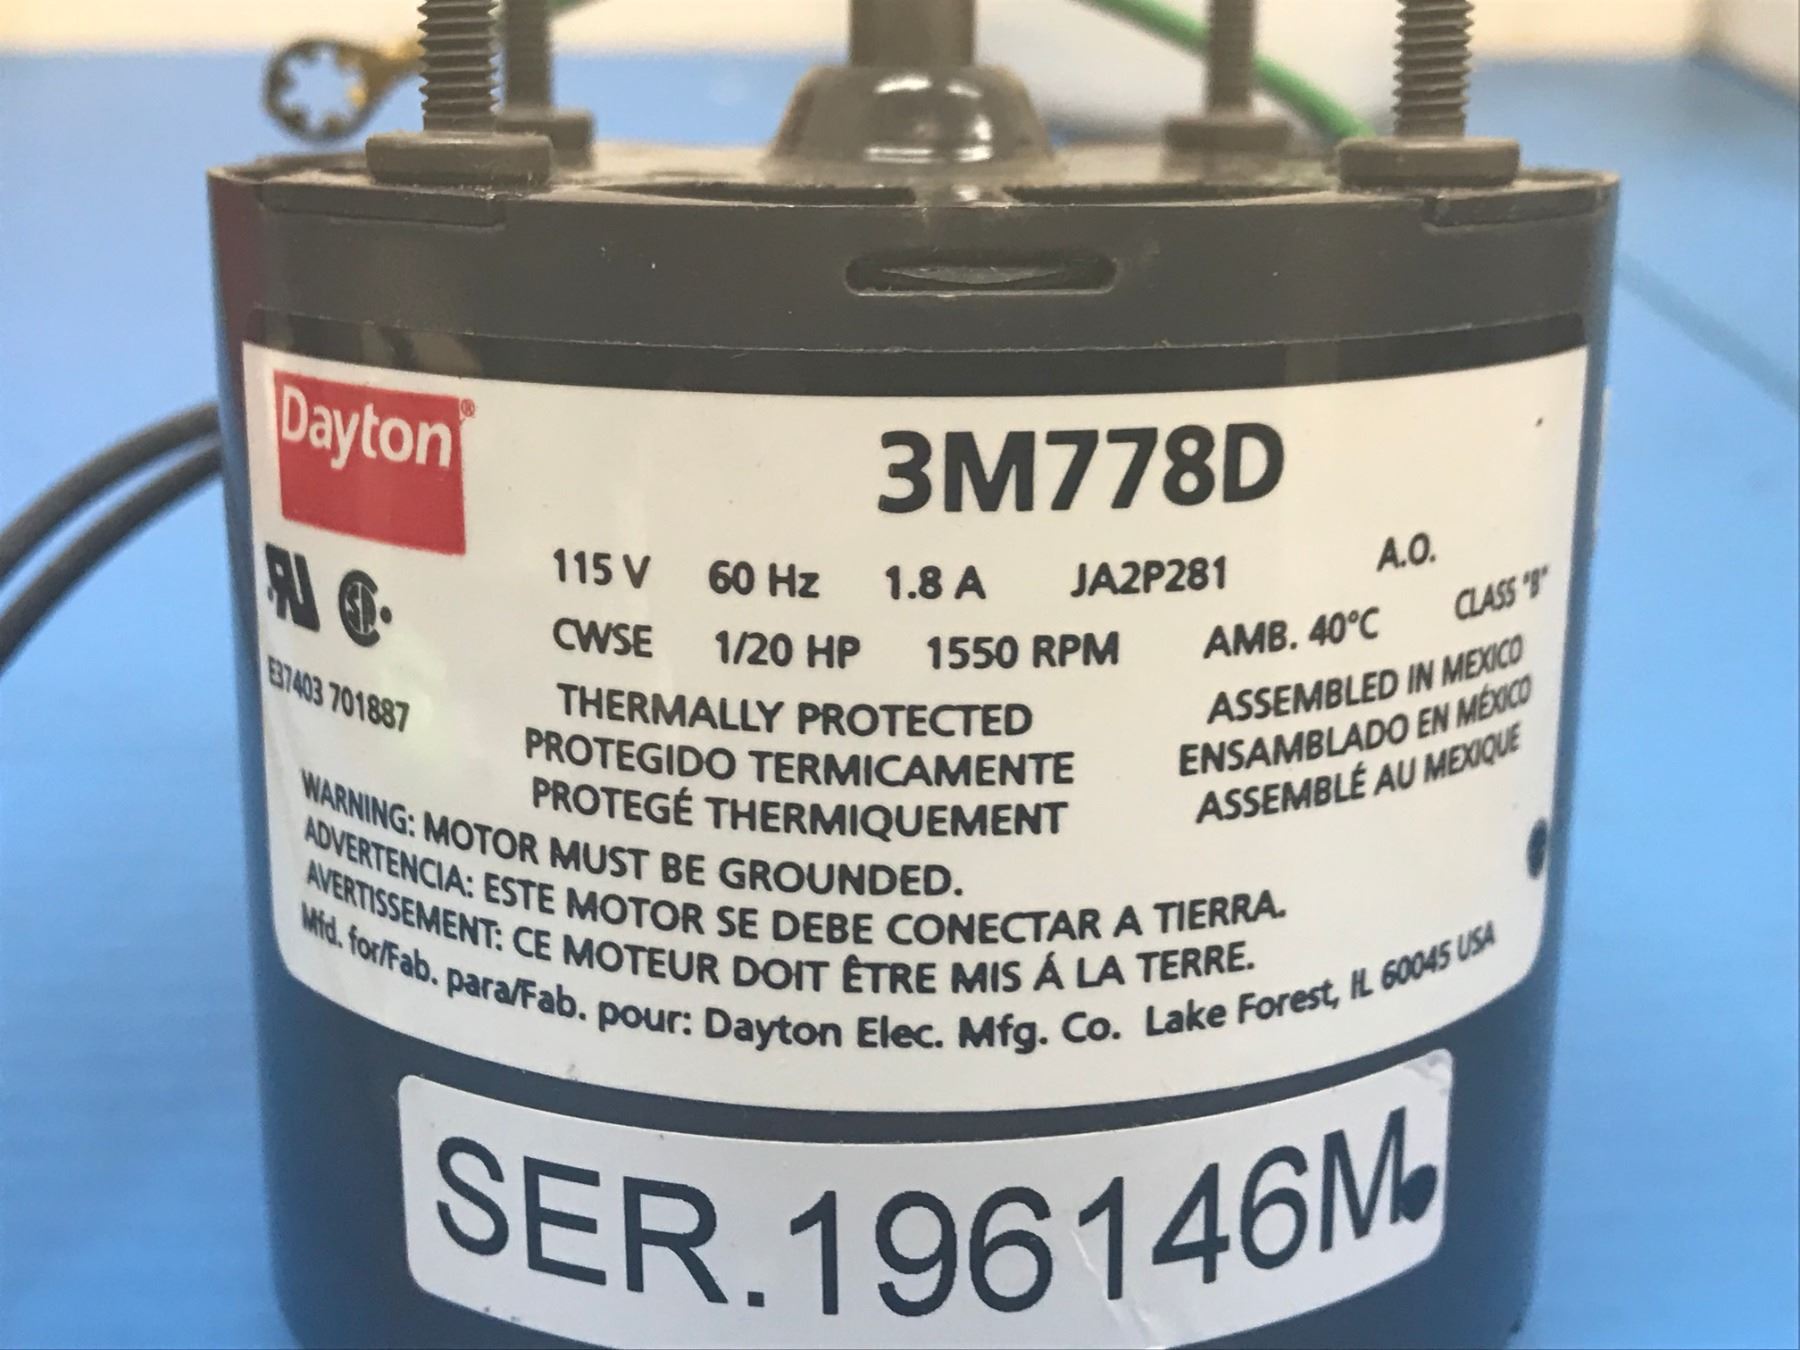 Dayton®
3M778D
115 V 60 Hz 1.8 A JA2P281 A.O.
CWSE 1/20 HP 1550 RPM AMB. 40°C CLASS "B"
E37403 701887
THERMALLY PROTECTED
PROTEGIDO TERMICAMENTE
PROTEGÉ THERMIQUEMENT
ASSEMBLED IN MEXICO
ENSAMBLADO EN MÉXICO
ASSEMBLÉ AU MEXIQUE
WARNING: MOTOR MUST BE GROUNDED.
ADVERTENCIA: ESTE MOTOR SE DEBE CONECTAR A TIERRA.
AVERTISSEMENT: CE MOTEUR DOIT ÊTRE MIS Á LA TERRE.
Mfd. for/Fab. para/Fab. pour: Dayton Elec. Mfg. Co. Lake Forest, IL 60045 USA
SER.196146M